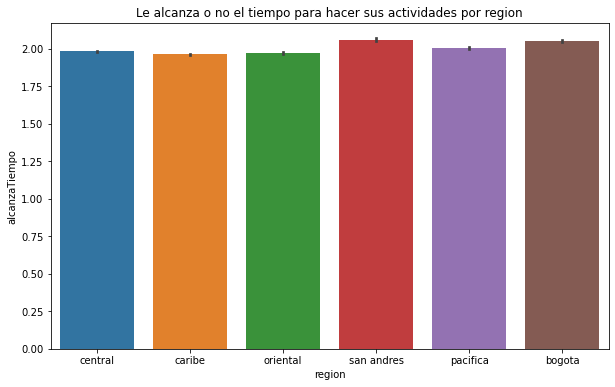 Le alcanza o no el tiempo para hacer sus actividades por region
alcanzaTiempo
2.00
1.75
1.50
1.25
1.00
0.75
0.50
0.25
0.00
central caribe oriental san andres pacifica bogota
region